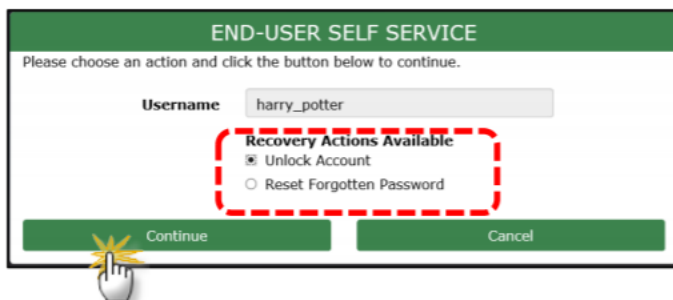 END-USER SELF SERVICE
Please choose an action and click the button below to continue.
Username harry_potter
Recovery Actions Available
Unlock Account
Reset Forgotten Password
Continue Cancel